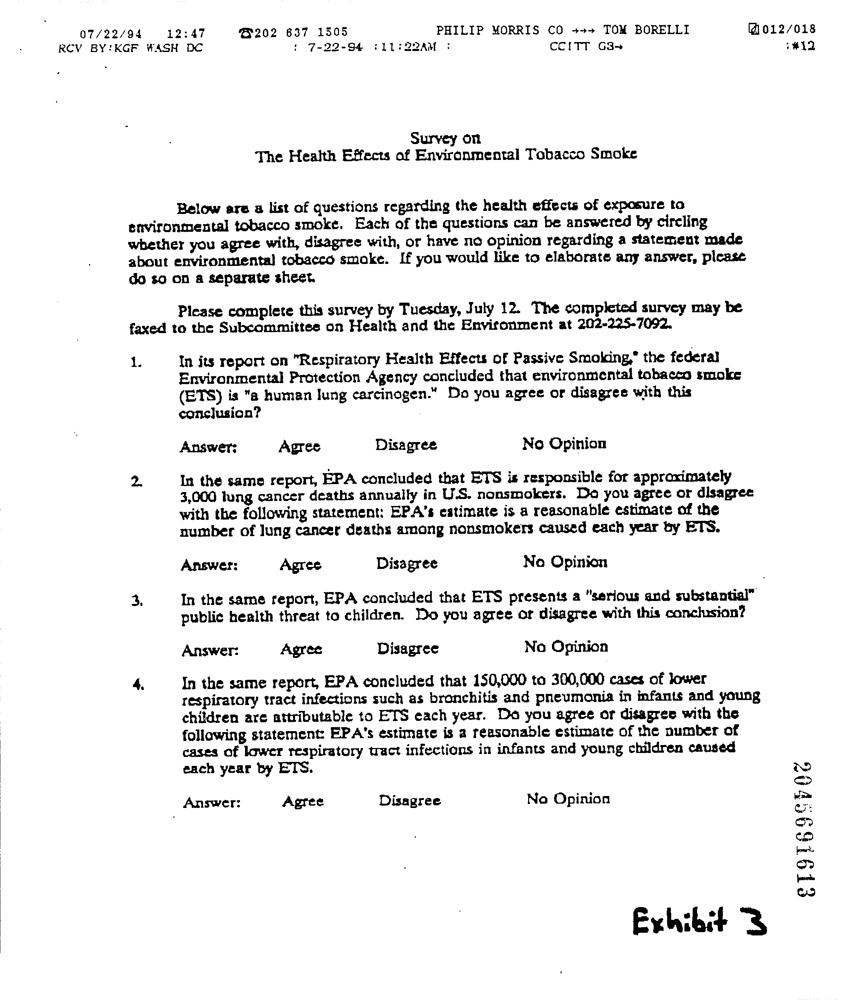 07/22/94 12:47 ☎202 637 1505 PHILIP MORRIS CO →→→ TOM BORELLI 012/018
RCV BY:KGF WASH DC : 7-22-94 :11:22AM : CCITT G3→ :#12
Survey on
The Health Effects of Environmental Tobacco Smoke
Below are a list of questions regarding the health effects of exposure to
environmental tobacco smoke. Each of the questions can be answered by circling
whether you agree with, disagree with, or have no opinion regarding a statement made
about environmental tobacco smoke. If you would like to elaborate any answer, please
do so on a separate sheet.
Please complete this survey by Tuesday, July 12. The completed survey may be
faxed to the Subcommittee on Health and the Environment at 202-225-7092.
1. In its report on "Respiratory Health Effects of Passive Smoking," the federal
Environmental Protection Agency concluded that environmental tobacco smoke
(ETS) is "a human lung carcinogen." Do you agree or disagree with this
conclusion?
Answer: Agree Disagree No Opinion
2. In the same report, EPA concluded that ETS is responsible for approximately
3,000 lung cancer deaths annually in U.S. nonsmokers. Do you agree or disagree
with the following statement: EPA's estimate is a reasonable estimate of the
number of lung cancer deaths among nonsmokers caused each year by ETS.
Answer: Agree Disagree No Opinion
3. In the same report, EPA concluded that ETS presents a "serious and substantial"
public health threat to children. Do you agree or disagree with this conclusion?
Answer: Agree Disagree No Opinion
4. In the same report, EPA concluded that 150,000 to 300,000 cases of lower
respiratory tract infections such as bronchitis and pneumonia in infants and young
children are attributable to ETS each year. Do you agree or disagree with the
following statement: EPA's estimate is a reasonable estimate of the number of
cases of lower respiratory tract infections in infants and young children caused
each year by ETS.
Answer: Agree Disagree No Opinion
2045691613
Exhibit 3